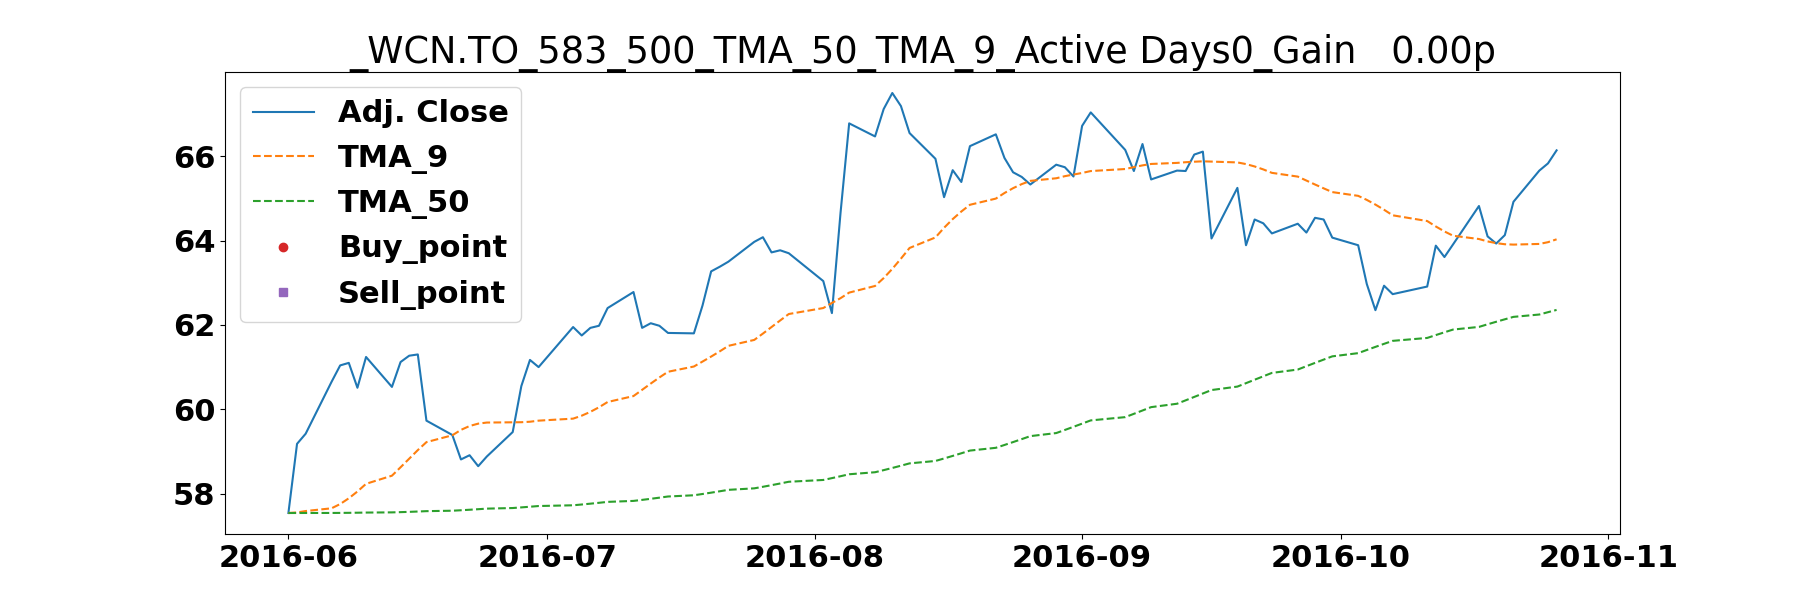 _WCN.TO_583_500_TMA_50_TMA_9_Active Days0_Gain   0.00p
Adj. Close
TMA_9
TMA_50
Buy_point
Sell_point
66
64
62
60
58
2016-06 2016-07 2016-08 2016-09 2016-10 2016-11